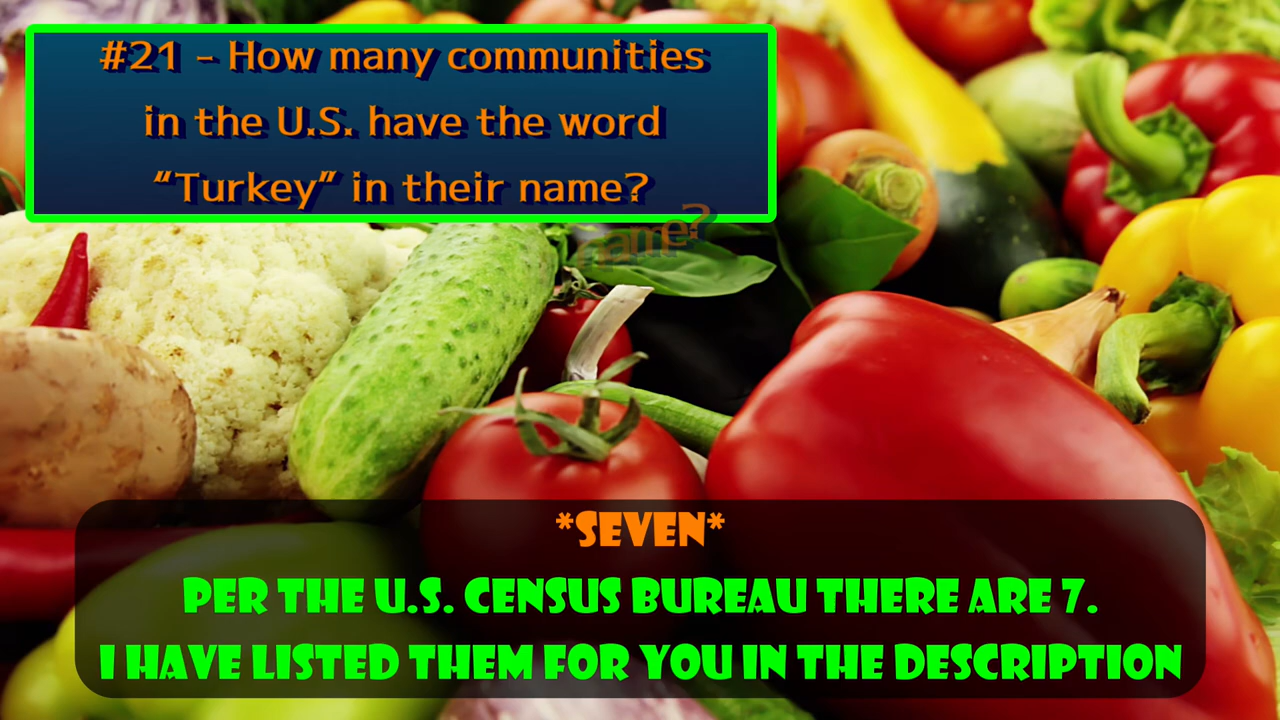 #21 - How many communities
in the U.S. have the word
“Turkey” in their name?
name?
*SEVEN*
PER THE U.S. CENSUS BUREAU THERE ARE 7.
I HAVE LISTED THEM FOR YOU IN THE DESCRIPTION